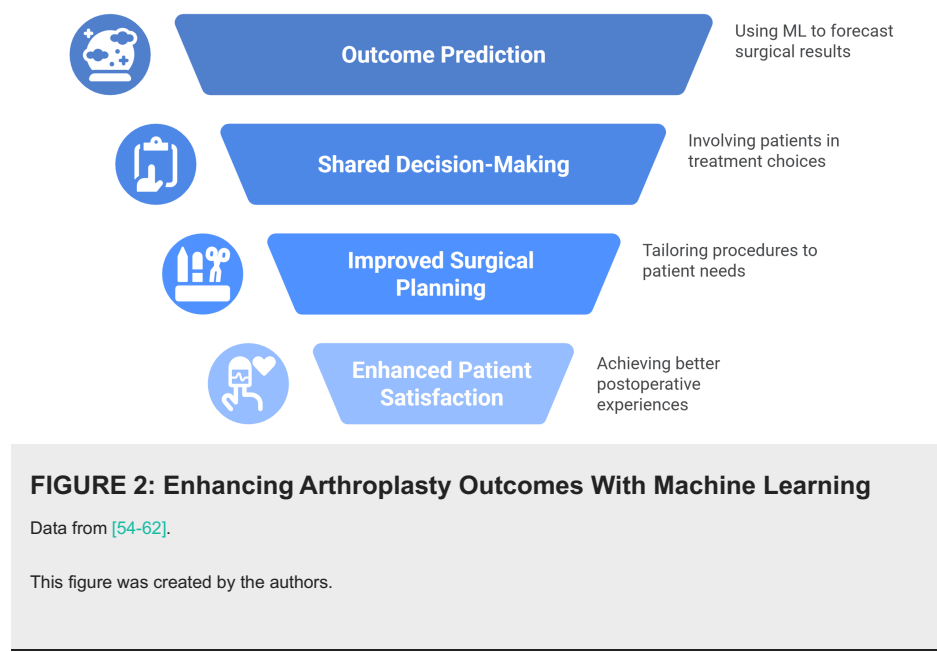 Outcome Prediction
Using ML to forecast
surgical results
Shared Decision-Making
Involving patients in
treatment choices
Improved Surgical
Planning
Tailoring procedures to
patient needs
Enhanced Patient
Satisfaction
Achieving better
postoperative
experiences
FIGURE 2: Enhancing Arthroplasty Outcomes With Machine Learning
Data from [54-62].
This figure was created by the authors.